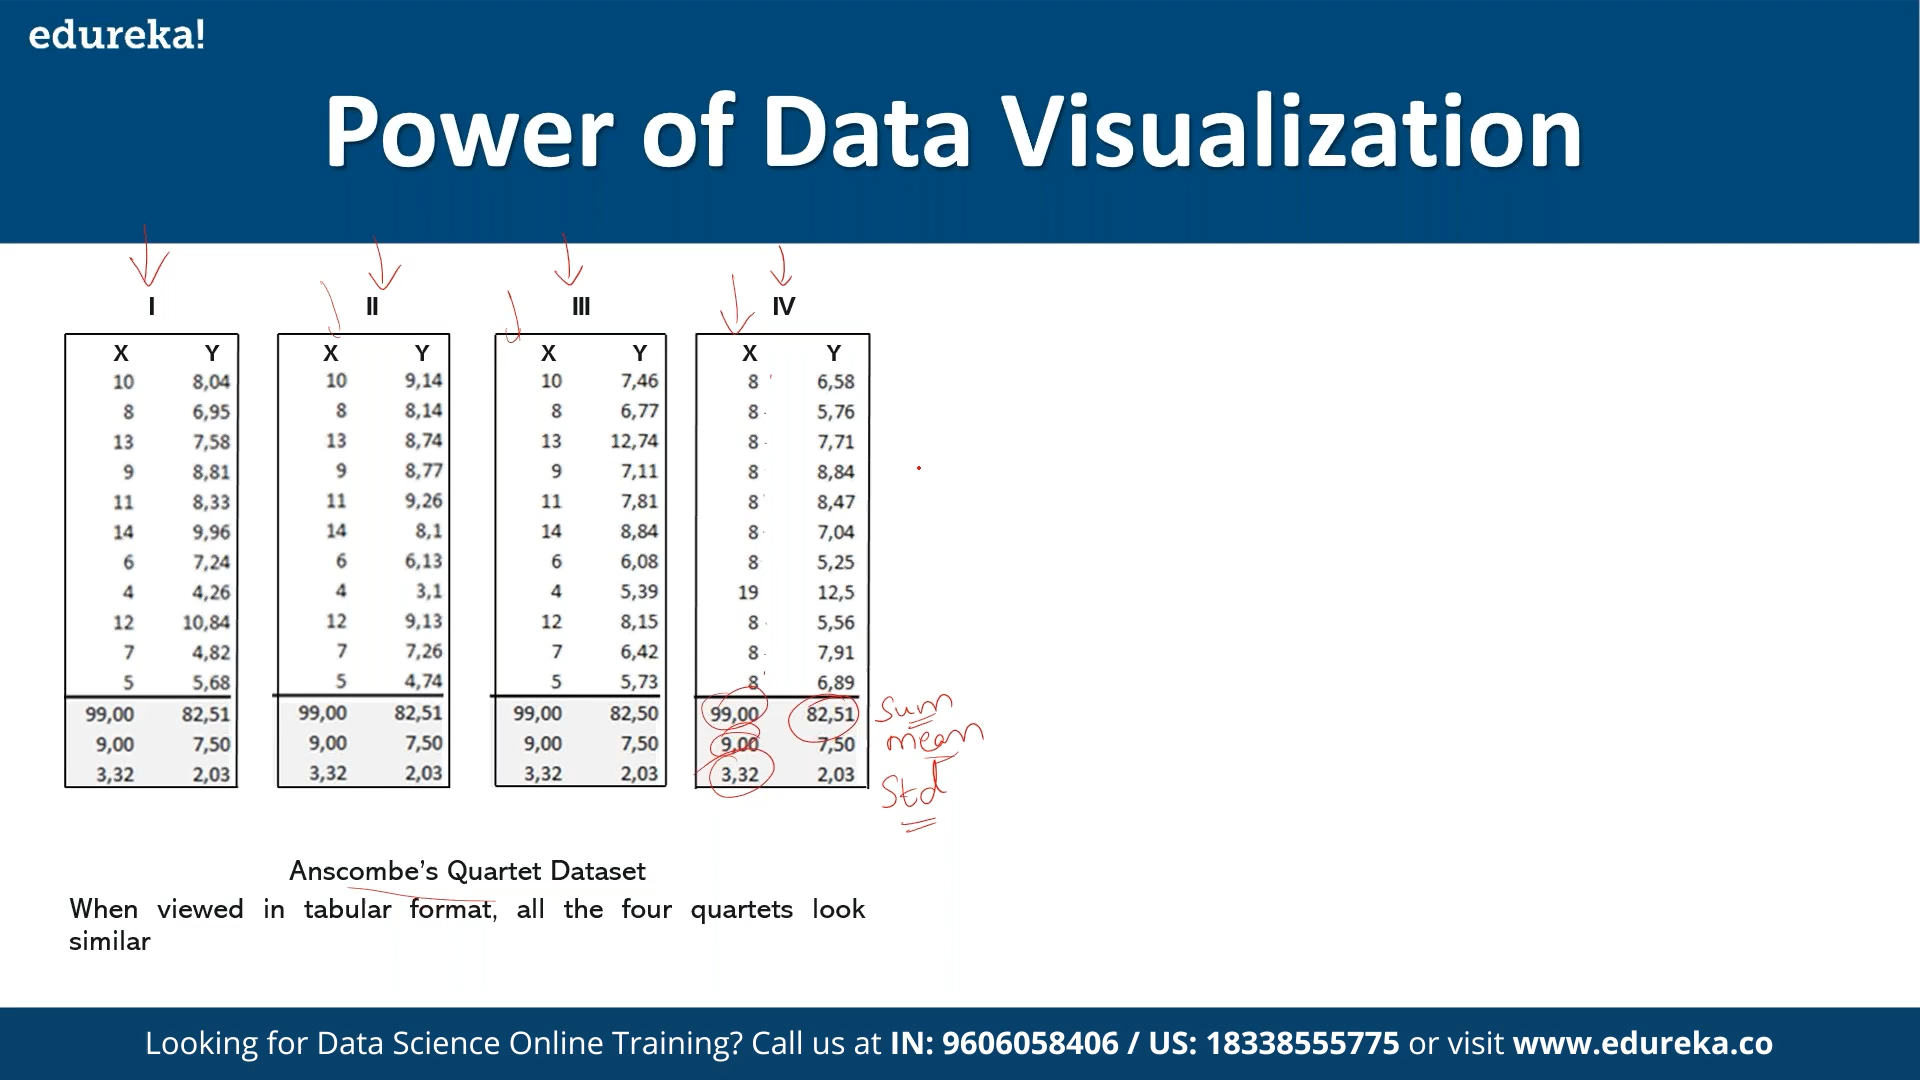 edureka!
Power of Data Visualization
I II III IV
X Y X Y X Y X Y
10 8,04 10 9,14 10 7,46 8 6,58
8 6,95 8 8,14 8 6,77 8 5,76
13 7,58 13 8,74 13 12,74 8 7,71
9 8,81 9 8,77 9 7,11 8 8,84
11 8,33 11 9,26 11 7,81 8 8,47
14 9,96 14 8,1 14 8,84 8 7,04
6 7,24 6 6,13 6 6,08 8 5,25
4 4,26 4 3,1 4 5,39 19 12,5
12 10,84 12 9,13 12 8,15 8 5,56
7 4,82 7 7,26 7 6,42 8 7,91
5 5,68 5 4,74 5 5,73 8 6,89
99,00 82,51 99,00 82,51 99,00 82,50 99,00 82,51 Sum
9,00 7,50 9,00 7,50 9,00 7,50 9,00 7,50 mean
3,32 2,03 3,32 2,03 3,32 2,03 3,32 2,03 Std
Anscombe's Quartet Dataset
When viewed in tabular format, all the four quartets look
similar
Looking for Data Science Online Training? Call us at IN: 9606058406 / US: 18338555775 or visit www.edureka.co